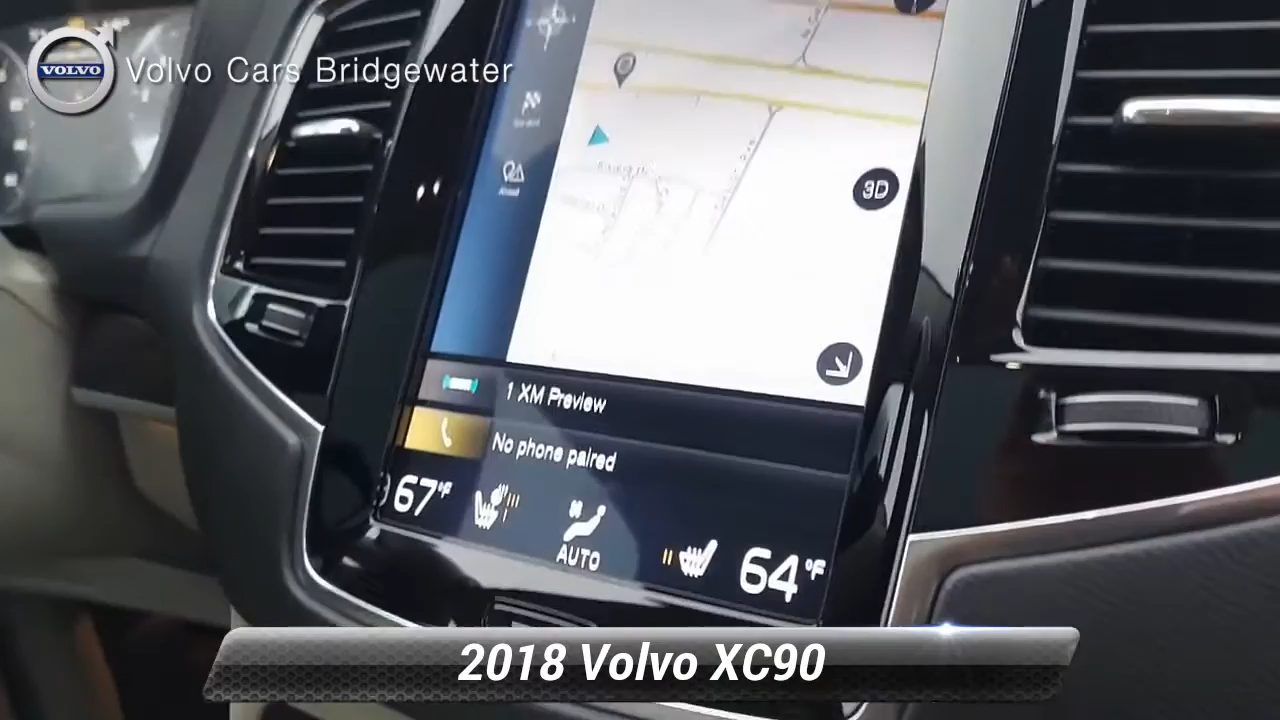 VOLVO
Volvo Cars Bridgewater
3D
1 XM Preview
No phone paired
67°F
AUTO
64°F
2018 Volvo XC90